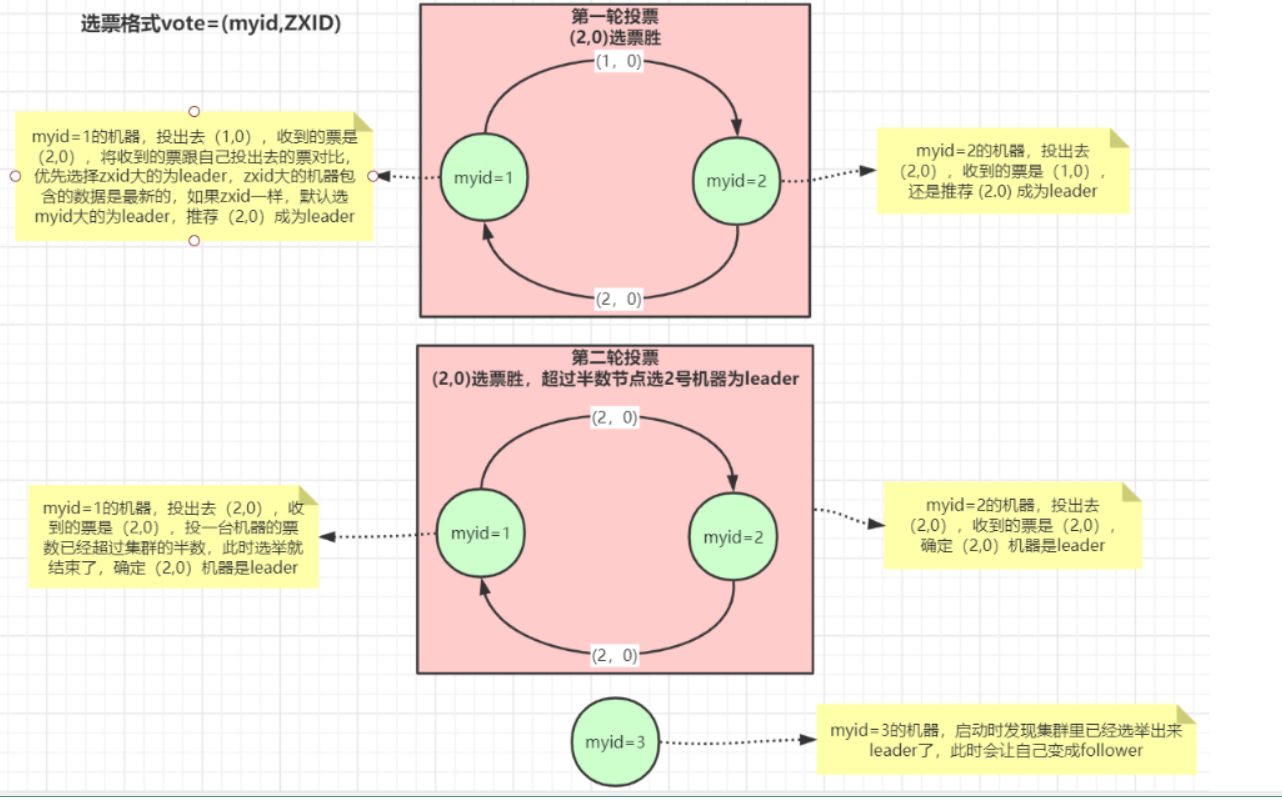 选票格式vote=(myid,ZXID)
第一轮投票
(2,0)选票胜
(1，0)
myid=1的机器，投出去（1,0），收到的票是
（2,0），将收到的票跟自己投出去的票对比，
优先选择zxid大的为leader，zxid大的机器包
含的数据是最新的，如果zxid一样，默认选
myid大的为leader，推荐（2,0）成为leader
myid=1
myid=2
myid=2的机器，投出去
（2,0），收到的票是（1,0），
还是推荐 (2.0) 成为leader
(2，0)
第二轮投票
(2,0)选票胜，超过半数节点选2号机器为leader
(2，0)
myid=1的机器，投出去（2,0），收
到的票是（2,0），投一台机器的票
数已经超过集群的半数，此时选举就
结束了，确定（2,0）机器是leader
myid=1
myid=2
myid=2的机器，投出去
（2,0），收到的票是（2,0），
确定（2,0）机器是leader
(2，0)
myid=3
myid=3的机器，启动时发现集群里已经选举出来
leader了，此时会让自己变成follower